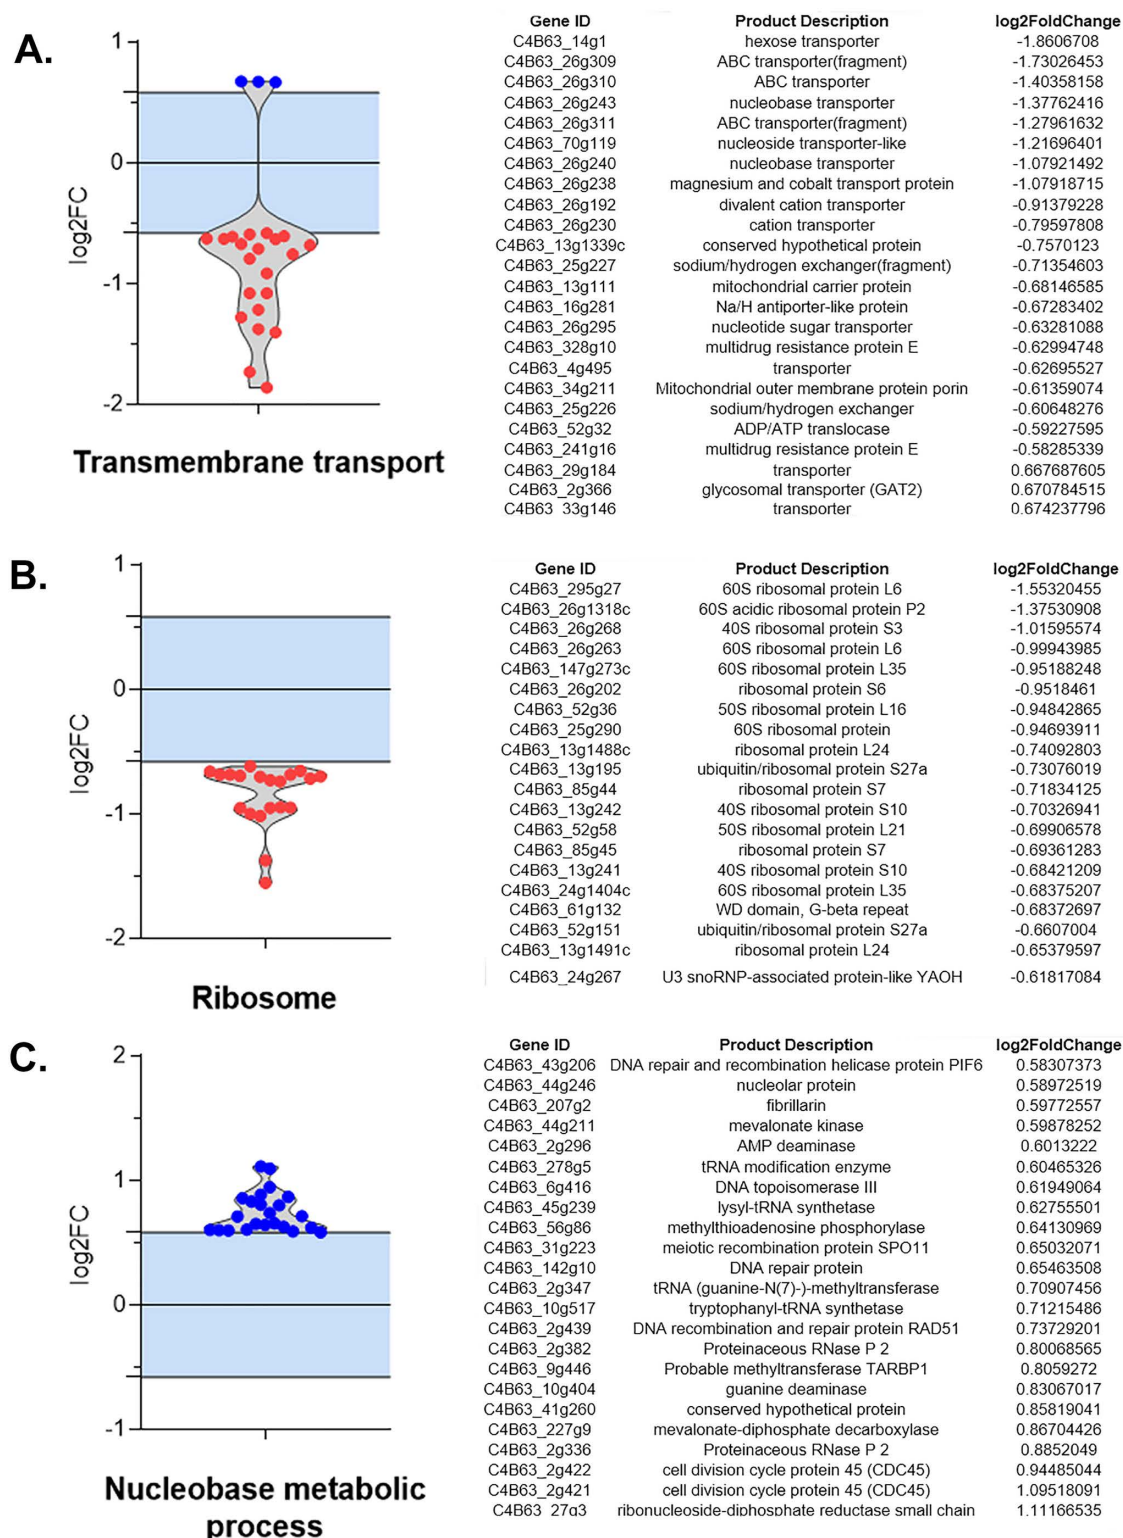 A.
1
0
-1
-2
log2FC
Transmembrane transport
Gene ID Product Description log2FoldChange
C4B63_14g1 hexose transporter -1.8606708
C4B63_26g309 ABC transporter(fragment) -1.73026453
C4B63_26g310 ABC transporter -1.40358158
C4B63_26g243 nucleobase transporter -1.37762416
C4B63_26g311 ABC transporter(fragment) -1.27961632
C4B63_70g119 nucleoside transporter-like -1.21696401
C4B63_26g240 nucleobase transporter -1.07921492
C4B63_26g238 magnesium and cobalt transport protein -1.07918715
C4B63_26g192 divalent cation transporter -0.91379228
C4B63_26g230 cation transporter -0.79597808
C4B63_13g1339c conserved hypothetical protein -0.7570123
C4B63_25g227 sodium/hydrogen exchanger(fragment) -0.71354603
C4B63_13g111 mitochondrial carrier protein -0.68146585
C4B63_16g281 Na/H antiporter-like protein -0.67283402
C4B63_26g295 nucleotide sugar transporter -0.63281088
C4B63_328g10 multidrug resistance protein E -0.62994748
C4B63_4g495 transporter -0.62695527
C4B63_34g211 Mitochondrial outer membrane protein porin -0.61359074
C4B63_25g226 sodium/hydrogen exchanger -0.60648276
C4B63_52g32 ADP/ATP translocase -0.59227595
C4B63_241g16 multidrug resistance protein E -0.58285339
C4B63_29g184 transporter 0.667687605
C4B63_2g366 glycosomal transporter (GAT2) 0.670784515
C4B63_33g146 transporter 0.674237796
B.
1
0
-1
-2
log2FC
Ribosome
Gene ID Product Description log2FoldChange
C4B63_295g27 60S ribosomal protein L6 -1.55320455
C4B63_26g1318c 60S acidic ribosomal protein P2 -1.37530908
C4B63_26g268 40S ribosomal protein S3 -1.01595574
C4B63_26g263 60S ribosomal protein L6 -0.99943985
C4B63_147g273c 60S ribosomal protein L35 -0.95188248
C4B63_26g202 ribosomal protein S6 -0.9518461
C4B63_52g36 50S ribosomal protein L16 -0.94842865
C4B63_25g290 60S ribosomal protein -0.94693911
C4B63_13g1488c ribosomal protein L24 -0.74092803
C4B63_13g195 ubiquitin/ribosomal protein S27a -0.73076019
C4B63_85g44 ribosomal protein S7 -0.71834125
C4B63_13g242 40S ribosomal protein S10 -0.70326941
C4B63_52g58 50S ribosomal protein L21 -0.69906578
C4B63_85g45 ribosomal protein S7 -0.69361283
C4B63_13g241 40S ribosomal protein S10 -0.68421209
C4B63_24g1404c 60S ribosomal protein L35 -0.68375207
C4B63_61g132 WD domain, G-beta repeat -0.68372697
C4B63_52g151 ubiquitin/ribosomal protein S27a -0.6607004
C4B63_13g1491c ribosomal protein L24 -0.65379597
C4B63_24g267 U3 snoRNP-associated protein-like YAOH -0.61817084
C.
2
1
0
-1
log2FC
Nucleobase metabolic
process
Gene ID Product Description log2FoldChange
C4B63_43g206 DNA repair and recombination helicase protein PIF6 0.58307373
C4B63_44g246 nucleolar protein 0.58972519
C4B63_207g2 fibrillarin 0.59772557
C4B63_44g211 mevalonate kinase 0.59878252
C4B63_2g296 AMP deaminase 0.6013222
C4B63_278g5 tRNA modification enzyme 0.60465326
C4B63_6g416 DNA topoisomerase III 0.61949064
C4B63_45g239 lysyl-tRNA synthetase 0.62755501
C4B63_56g86 methylthioadenosine phosphorylase 0.64130969
C4B63_31g223 meiotic recombination protein SPO11 0.65032071
C4B63_142g10 DNA repair protein 0.65463508
C4B63_2g347 tRNA (guanine-N(7)-)-methyltransferase 0.70907456
C4B63_10g517 tryptophanyl-tRNA synthetase 0.71215486
C4B63_2g439 DNA recombination and repair protein RAD51 0.73729201
C4B63_2g382 Proteinaceous RNase P 2 0.80068565
C4B63_9g446 Probable methyltransferase TARBP1 0.8059272
C4B63_10g404 guanine deaminase 0.83067017
C4B63_41g260 conserved hypothetical protein 0.85819041
C4B63_227g9 mevalonate-diphosphate decarboxylase 0.86704426
C4B63_2g336 Proteinaceous RNase P 2 0.8852049
C4B63_2g422 cell division cycle protein 45 (CDC45) 0.94485044
C4B63_2g421 cell division cycle protein 45 (CDC45) 1.09518091
C4B63_27g3 ribonucleoside-diphosphate reductase small chain 1.11166535